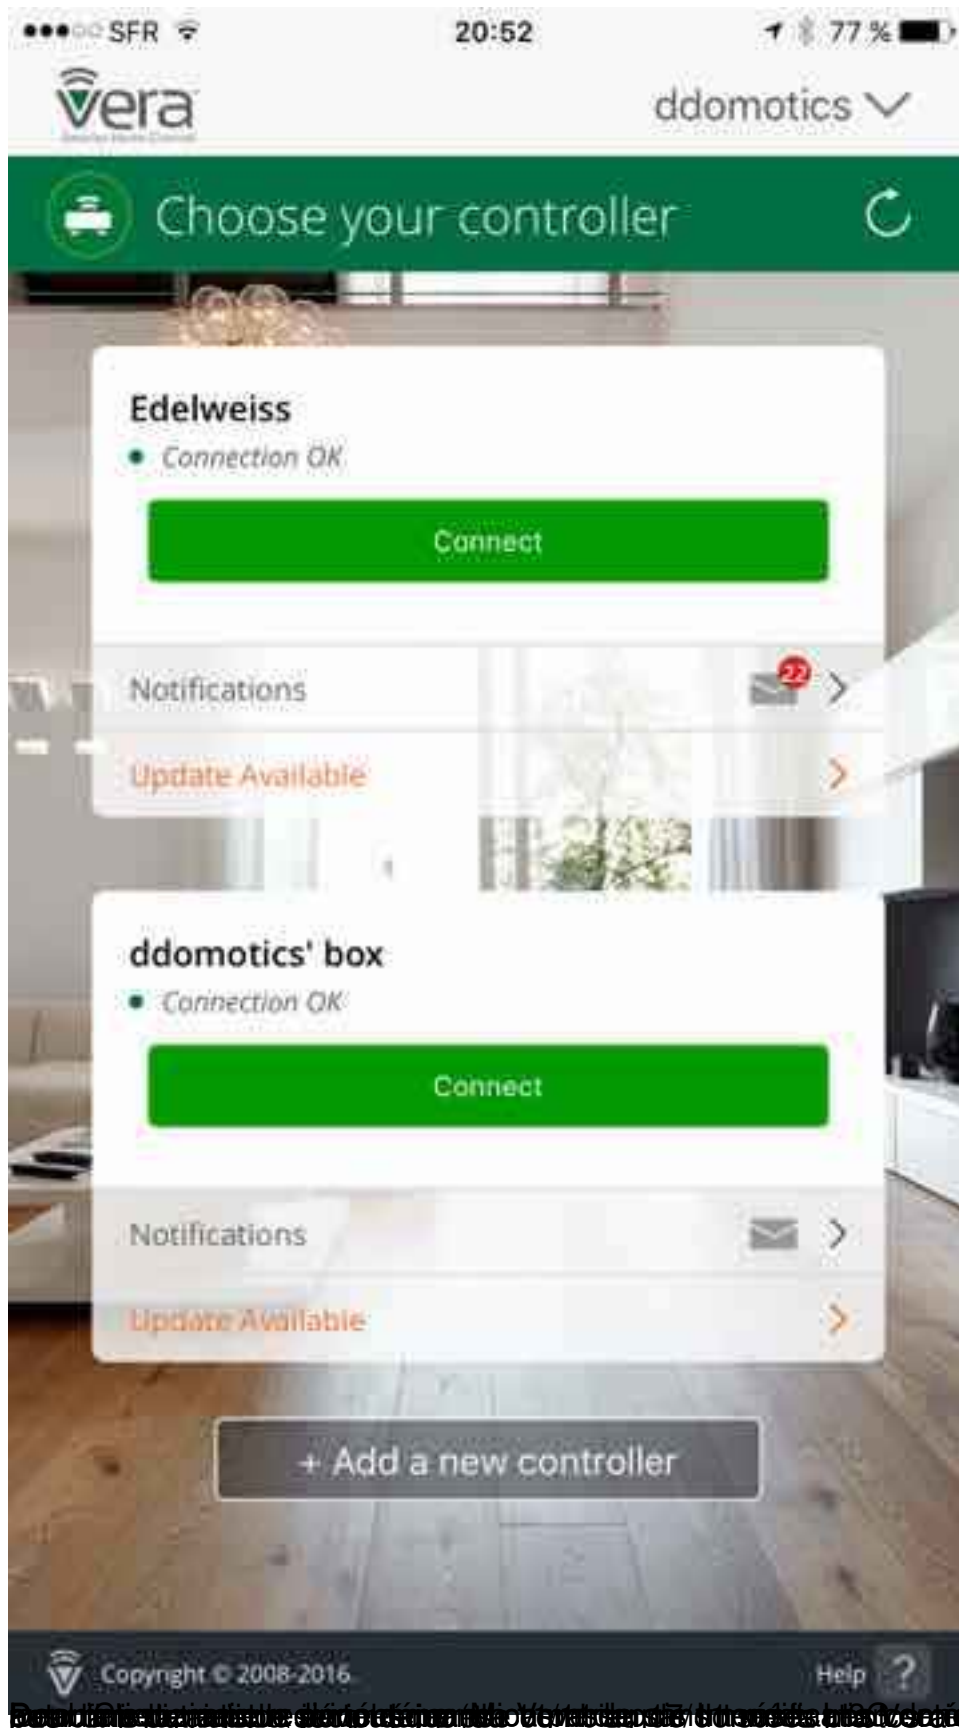 SFR 20:52 77 %
vera
ddomotics
Choose your controller
Edelweiss
Connection OK
Connect
Notifications 22
Update Available
ddomotics' box
Connection OK
Connect
Notifications
Update Available
+ Add a new controller
Copyright © 2008-2016 Help ?